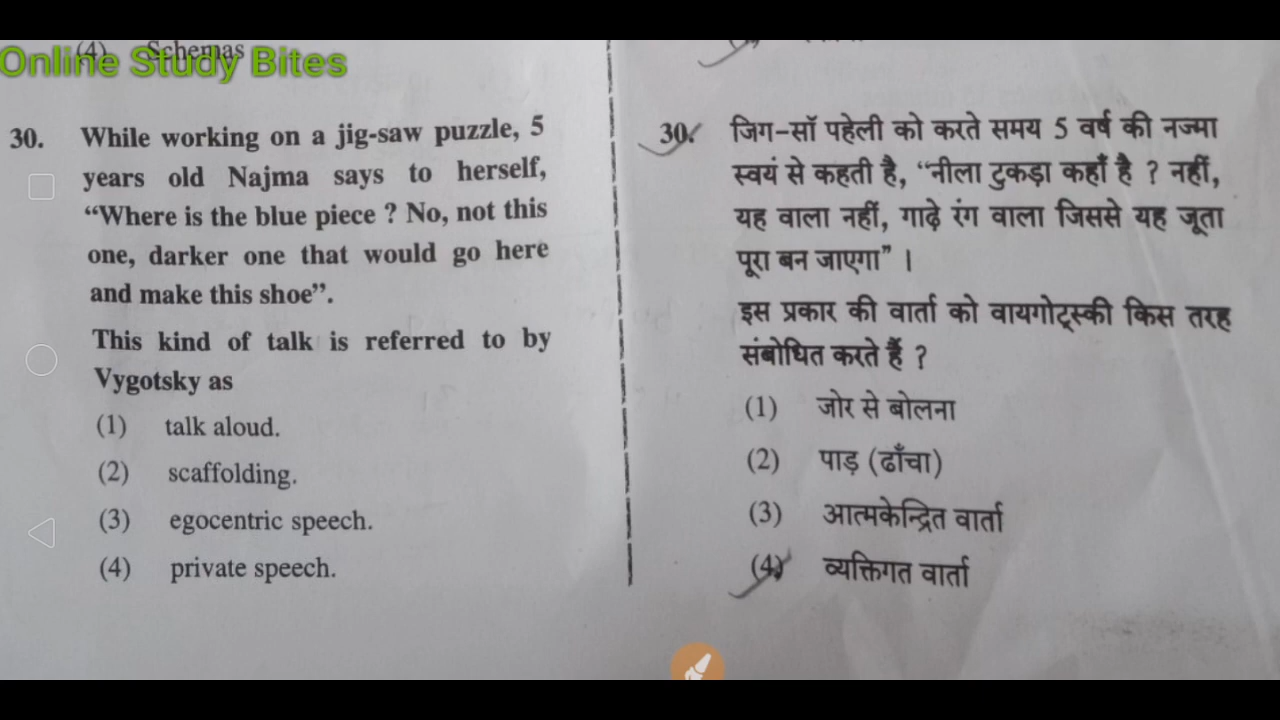 (4) Schemas
Online Study Bites
30. While working on a jig-saw puzzle, 5
years old Najma says to herself,
“Where is the blue piece ? No, not this
one, darker one that would go here
and make this shoe”.
This kind of talk is referred to by
Vygotsky as
(1) talk aloud.
(2) scaffolding.
(3) egocentric speech.
(4) private speech.
30. जिग-सॉ पहेली को करते समय 5 वर्ष की नज्मा
स्वयं से कहती है, “नीला टुकड़ा कहाँ है ? नहीं,
यह वाला नहीं, गाढ़े रंग वाला जिससे यह जूता
पूरा बन जाएगा” ।
इस प्रकार की वार्ता को वायगोट्स्की किस तरह
संबोधित करते हैं ?
(1) जोर से बोलना
(2) पाड़ (ढाँचा)
(3) आत्मकेन्द्रित वार्ता
(4) व्यक्तिगत वार्ता